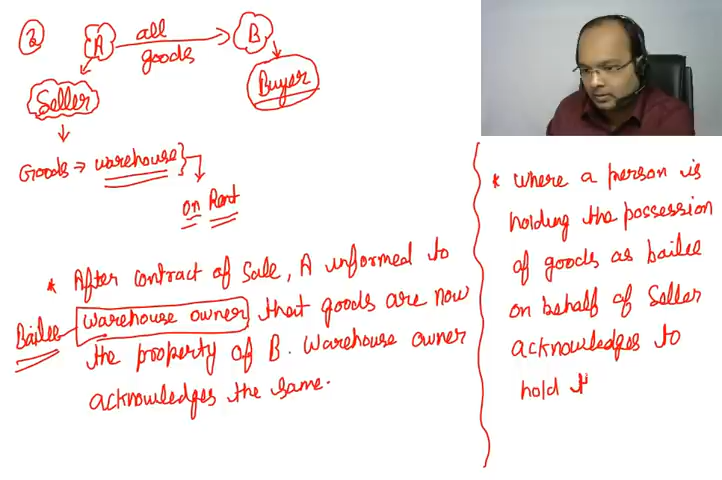 2
A all goods B
Seller
Buyer
Goods → warehouse
on Rent
* After contract of Sale, A informed to
Bailee warehouse owner that goods are now
the property of B. Warehouse owner
acknowledges the same.
* where a person is
holding the possession
of goods as bailee
on behalf of Seller
acknowledges to
hold t